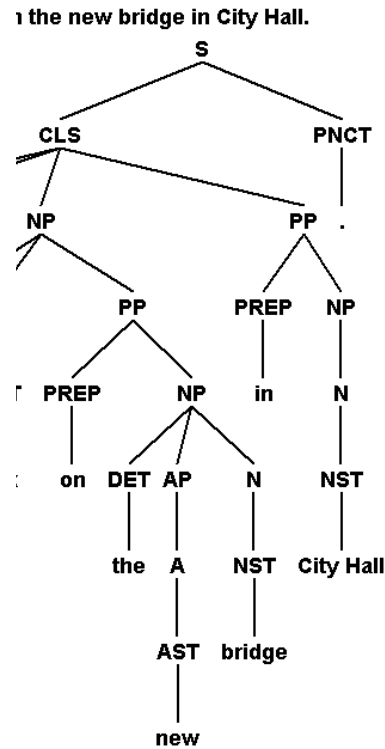 the new bridge in City Hall.
S
CLS PNCT
NP PP .
PP PREP NP
PREP NP in N
on DET AP N NST
the A NST City Hall
AST bridge
new